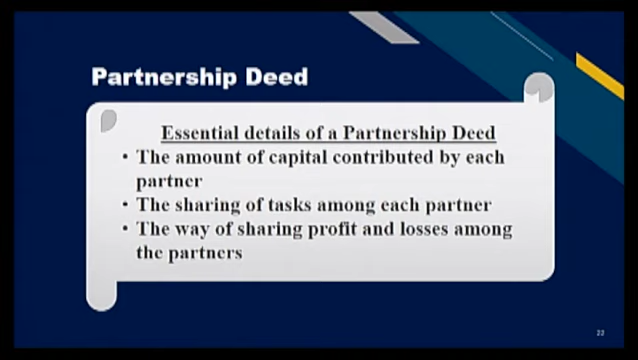 Partnership Deed
Essential details of a Partnership Deed
• The amount of capital contributed by each
partner
• The sharing of tasks among each partner
• The way of sharing profit and losses among
the partners
22